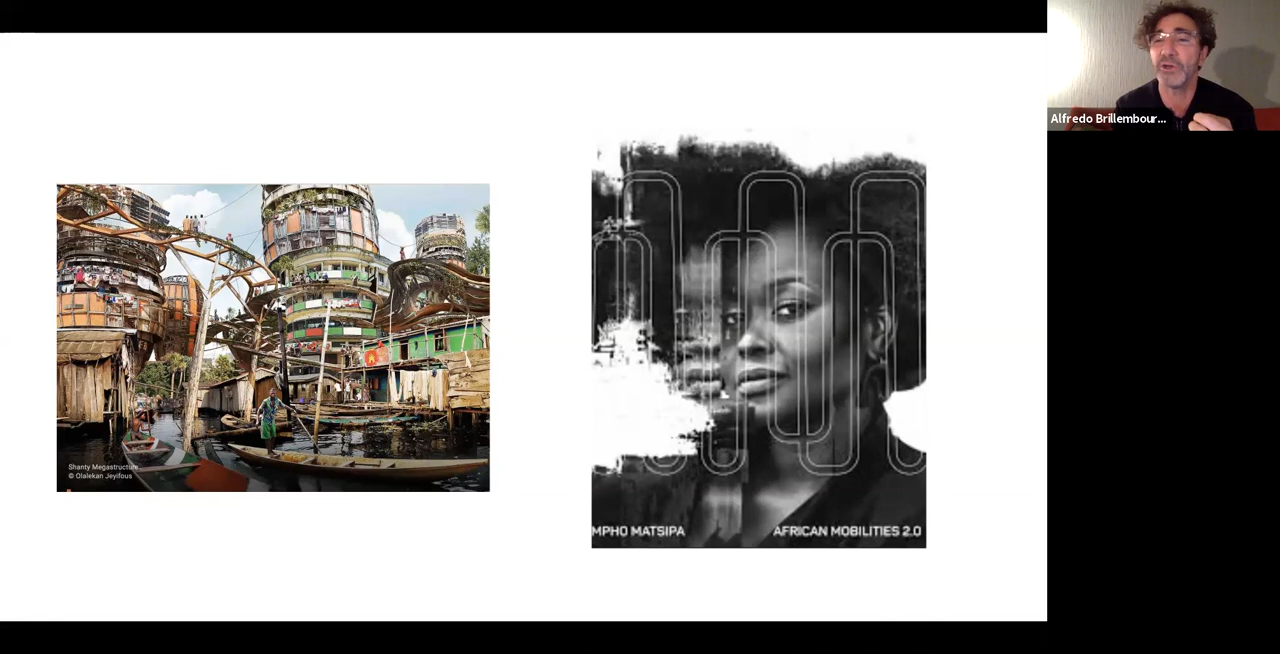 Alfredo Brillembour...
Shanty Megastructure
© Olalekan Jeyifous
MPHO MATSIPA
AFRICAN MOBILITIES 2.0